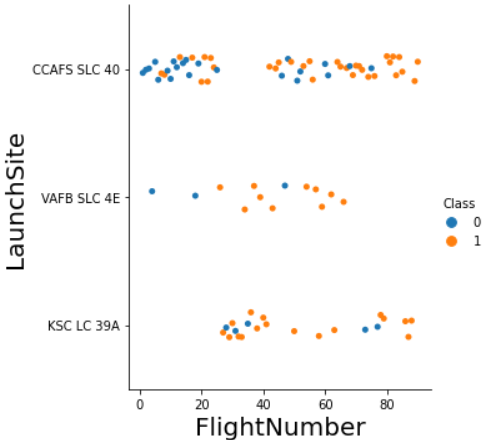 LaunchSite
CCAFS SLC 40
VAFB SLC 4E
KSC LC 39A
Class
0
1
0 20 40 60 80
FlightNumber